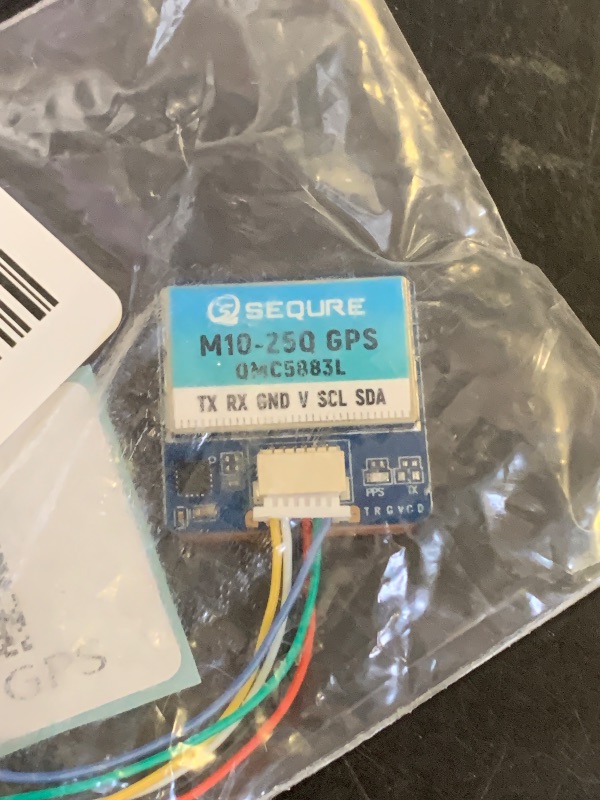 SEQURE
M10-25Q GPS
QMC5883L
TX RX GND V SCL SDA
PPS TX
T R G V C D
GPS